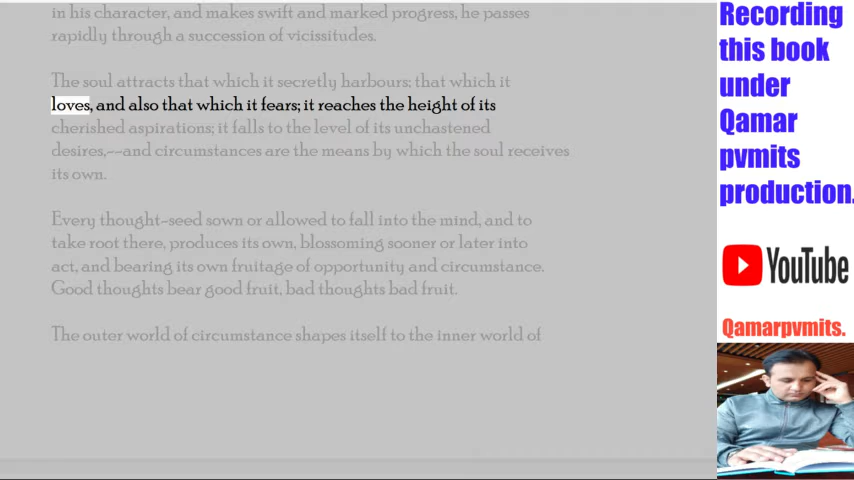 in his character, and makes swift and marked progress, he passes
rapidly through a succession of vicissitudes.
The soul attracts that which it secretly harbours; that which it
loves, and also that which it fears; it reaches the height of its
cherished aspirations; it falls to the level of its unchastened
desires,--and circumstances are the means by which the soul receives
its own.
Every thought-seed sown or allowed to fall into the mind, and to
take root there, produces its own, blossoming sooner or later into
act, and bearing its own fruitage of opportunity and circumstance.
Good thoughts bear good fruit, bad thoughts bad fruit.
The outer world of circumstance shapes itself to the inner world of
Recording
this book
under
Qamar
pvmits
production.
YouTube
Qamarpvmits.